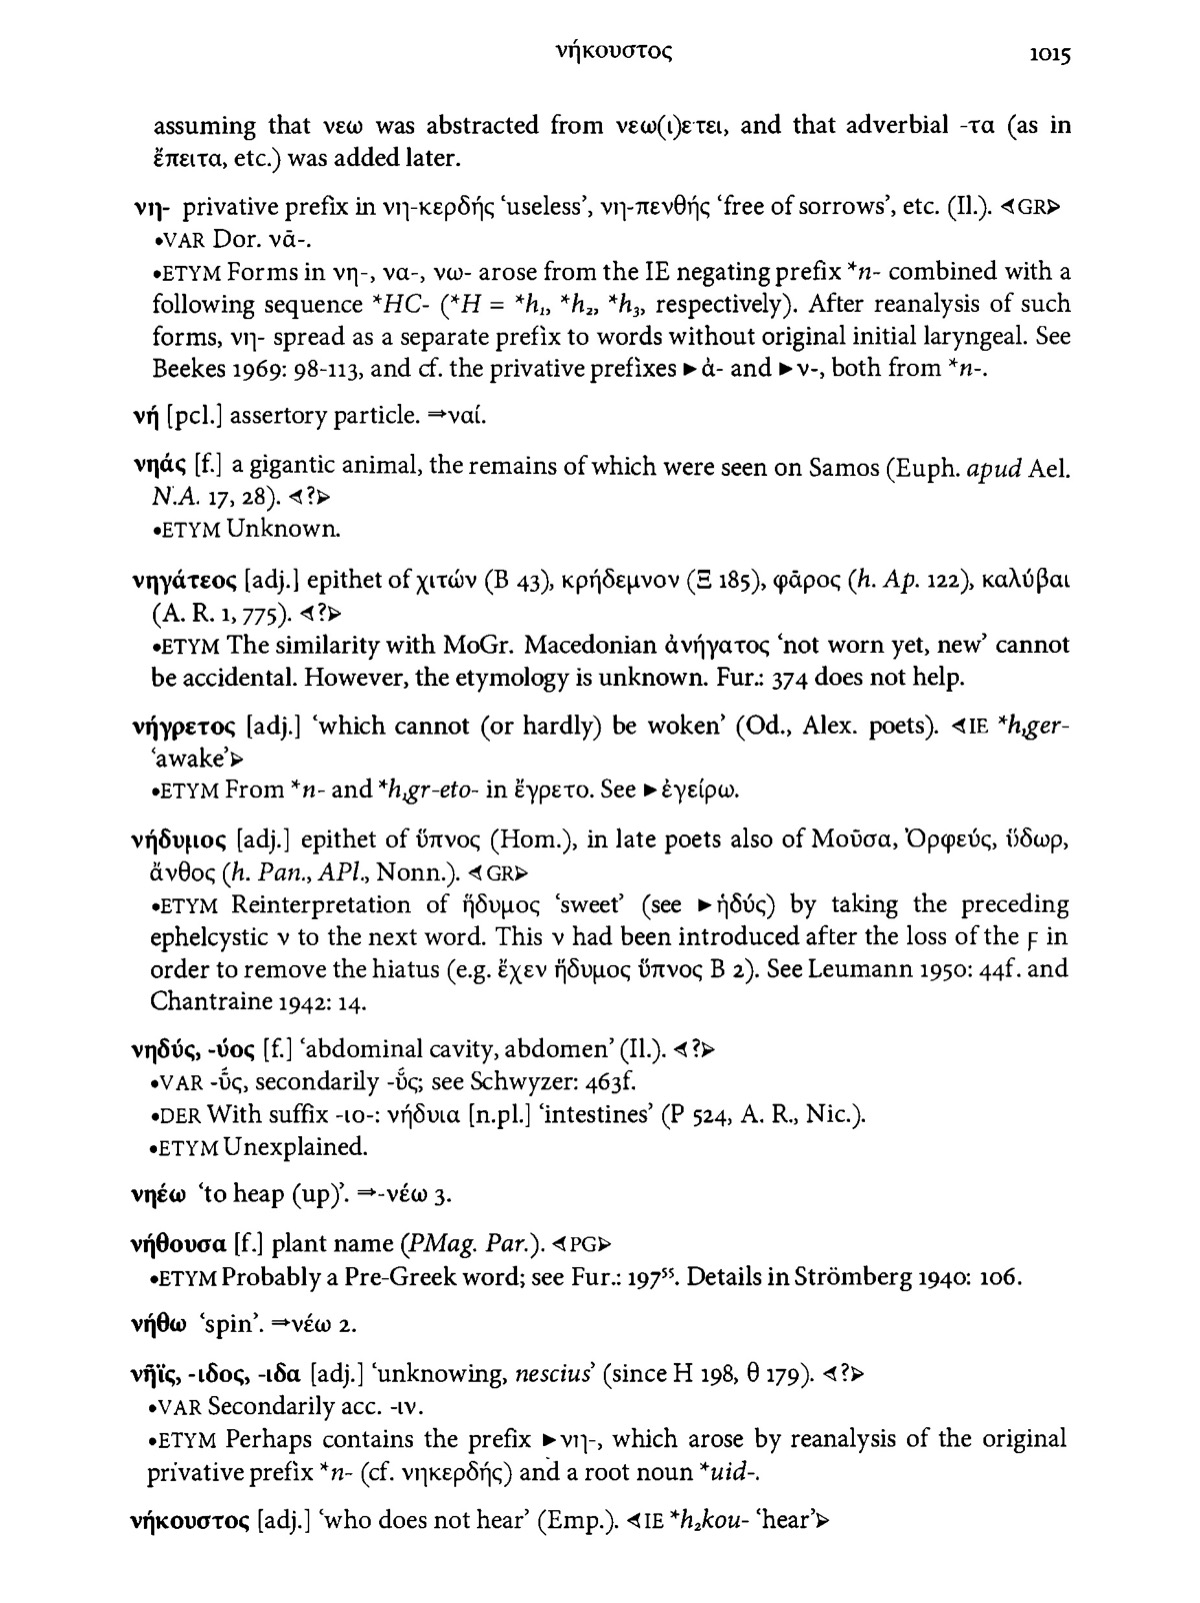 νήκουστος 1015
assuming that νεω was abstracted from νεω(ι)ετει, and that adverbial -τα (as in
ἔπειτα, etc.) was added later.
νη- privative prefix in νη-κερδής ‘useless’, νη-πενθής ‘free of sorrows’, etc. (Il.). ⊲GR⊳
•VAR Dor. νᾱ-.
•ETYM Forms in νη-, να-, νω- arose from the IE negating prefix *n- combined with a
following sequence *HC- (*H = *h₁, *h₂, *h₃, respectively). After reanalysis of such
forms, νη- spread as a separate prefix to words without original initial laryngeal. See
Beekes 1969: 98-113, and cf. the privative prefixes ►ἀ- and ►ν-, both from *n-.
νή [pcl.] assertory particle. ⇒ναί.
νηάς [f.] a gigantic animal, the remains of which were seen on Samos (Euph. apud Ael.
N.A. 17, 28). ⊲?⊳
•ETYM Unknown.
νηγάτεος [adj.] epithet of χιτών (Β 43), κρήδεμνον (Ξ 185), φᾶρος (h. Ap. 122), καλύβαι
(A. R. 1, 775). ⊲?⊳
•ETYM The similarity with MoGr. Macedonian ἀνήγατος ‘not worn yet, new’ cannot
be accidental. However, the etymology is unknown. Fur.: 374 does not help.
νήγρετος [adj.] ‘which cannot (or hardly) be woken’ (Od., Alex. poets). ⊲IE *h₁ger-
‘awake’⊳
•ETYM From *n- and *h₁gr-eto- in ἔγρετο. See ►ἐγείρω.
νήδυμος [adj.] epithet of ὕπνος (Hom.), in late poets also of Μοῦσα, Ὀρφεύς, ὕδωρ,
ἄνθος (h. Pan., APl., Nonn.). ⊲GR⊳
•ETYM Reinterpretation of ἥδυμος ‘sweet’ (see ►ἡδύς) by taking the preceding
ephelcystic ν to the next word. This ν had been introduced after the loss of the ϝ in
order to remove the hiatus (e.g. ἔχεν ἥδυμος ὕπνος Β 2). See Leumann 1950: 44f. and
Chantraine 1942: 14.
νηδύς, -ύος [f.] ‘abdominal cavity, abdomen’ (Il.). ⊲?⊳
•VAR -ῡ́ς, secondarily -ῠ́ς; see Schwyzer: 463f.
•DER With suffix -ιο-: νήδυια [n.pl.] ‘intestines’ (Ρ 524, A. R., Nic.).
•ETYM Unexplained.
νηέω ‘to heap (up)’. ⇒-νέω 3.
νήθουσα [f.] plant name (PMag. Par.). ⊲PG⊳
•ETYM Probably a Pre-Greek word; see Fur.: 197⁵⁵. Details in Strömberg 1940: 106.
νήθω ‘spin’. ⇒νέω 2.
νῆϊς, -ιδος, -ιδα [adj.] ‘unknowing, nescius’ (since Η 198, θ 179). ⊲?⊳
•VAR Secondarily acc. -ιν.
•ETYM Perhaps contains the prefix ►νη-, which arose by reanalysis of the original
privative prefix *n- (cf. νηκερδής) and a root noun *uid-.
νήκουστος [adj.] ‘who does not hear’ (Emp.). ⊲IE *h₂kou- ‘hear’⊳